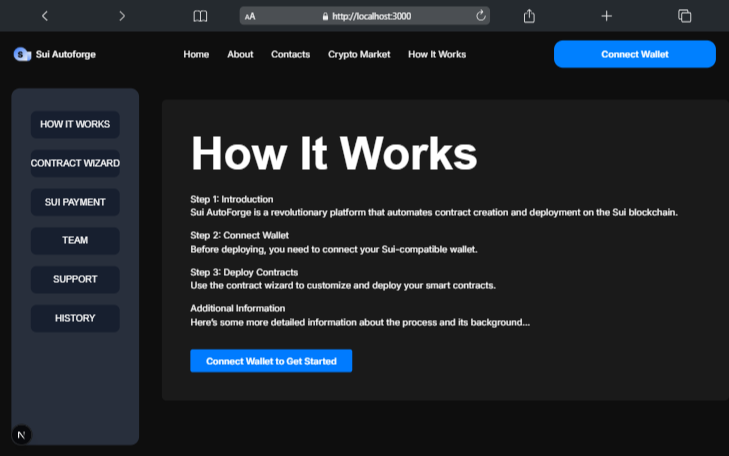 AA http://localhost:3000
S Sui Autoforge Home About Contacts Crypto Market How It Works Connect Wallet
HOW IT WORKS
CONTRACT WIZARD
SUI PAYMENT
TEAM
SUPPORT
HISTORY
How It Works
Step 1: Introduction
Sui AutoForge is a revolutionary platform that automates contract creation and deployment on the Sui blockchain.
Step 2: Connect Wallet
Before deploying, you need to connect your Sui-compatible wallet.
Step 3: Deploy Contracts
Use the contract wizard to customize and deploy your smart contracts.
Additional Information
Here's some more detailed information about the process and its background...
Connect Wallet to Get Started
N